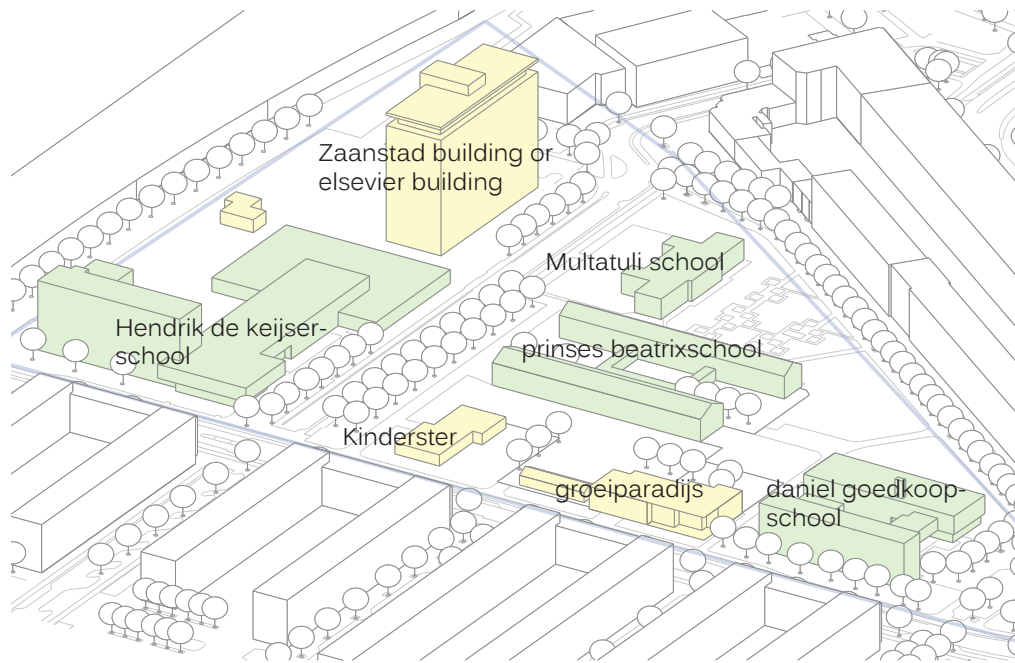 Zaanstad building or
elsevier building
Multatuli school
Hendrik de keijser-
school
prinses beatrixschool
Kinderster
groeiparadijs
daniel goedkoop-
school